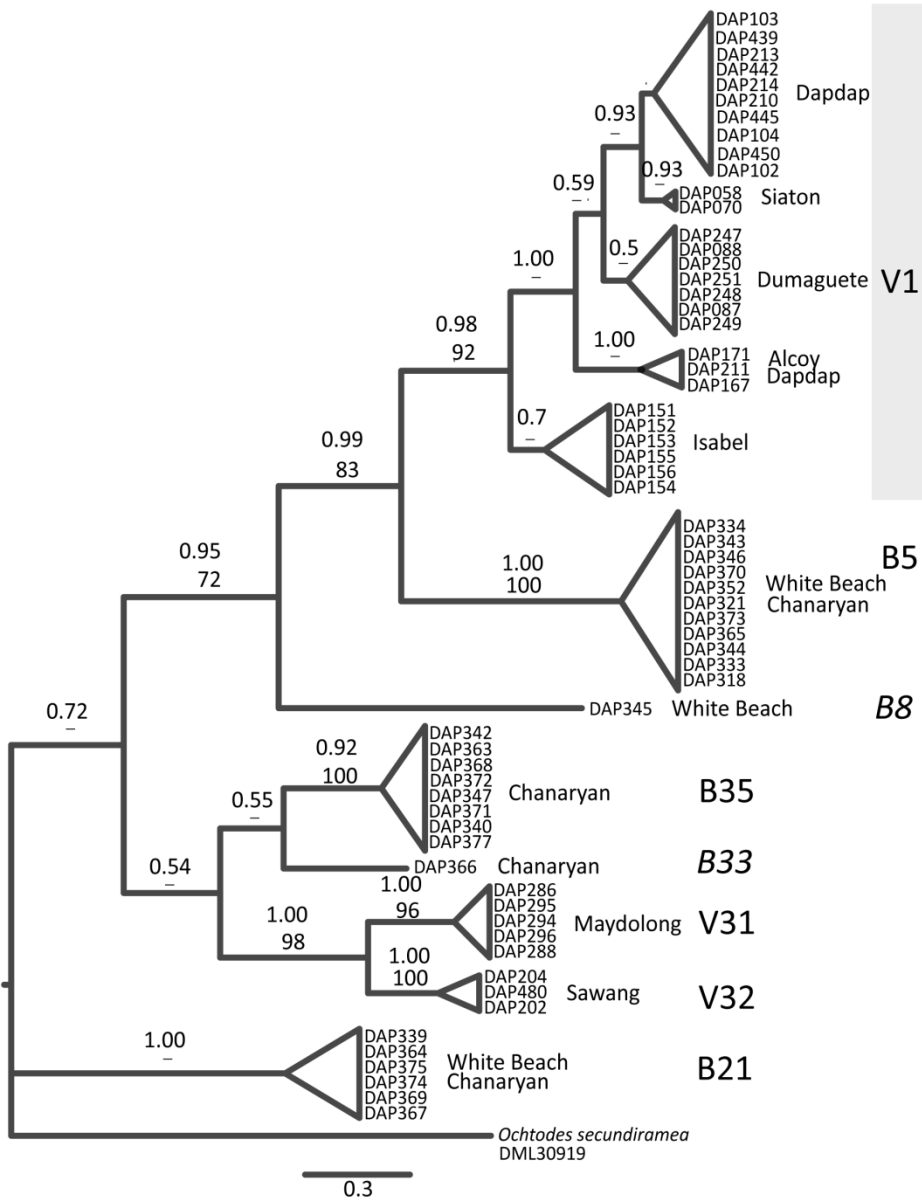 DAP103
DAP439
DAP213
DAP442
DAP214
DAP210
DAP445
DAP104
DAP450
DAP102
Dapdap
0.93
–
0.93
–
DAP058
DAP070
Siaton
0.59
–
DAP247
DAP088
DAP250
DAP251
DAP248
DAP087
DAP249
Dumaguete
V1
0.5
–
1.00
–
1.00
–
DAP171
DAP211
DAP167
Alcoy
Dapdap
0.98
92
0.7
–
DAP151
DAP152
DAP153
DAP155
DAP156
DAP154
Isabel
0.99
83
1.00
100
DAP334
DAP343
DAP346
DAP370
DAP352
DAP321
DAP373
DAP365
DAP344
DAP333
DAP318
White Beach
Chanaryan
B5
0.95
72
DAP345 White Beach B8
0.72
–
0.92
100
DAP342
DAP363
DAP368
DAP372
DAP347
DAP371
DAP340
DAP377
Chanaryan B35
0.55
–
DAP366 Chanaryan B33
0.54
–
1.00
96
DAP286
DAP295
DAP294
DAP296
DAP288
Maydolong V31
1.00
98
1.00
100
DAP204
DAP480
DAP202
Sawang V32
1.00
–
DAP339
DAP364
DAP375
DAP374
DAP369
DAP367
White Beach
Chanaryan
B21
Ochtodes secundiramea
DML30919
0.3